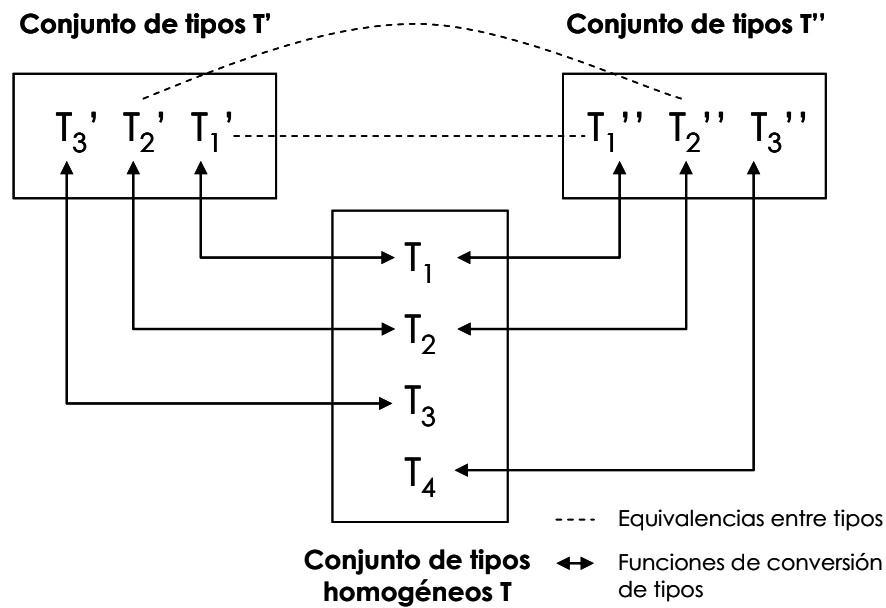 Conjunto de tipos T’
Conjunto de tipos T’’
T3’ T2’ T1’
T1’’ T2’’ T3’’
T1
T2
T3
T4
Equivalencias entre tipos
Conjunto de tipos
homogéneos T
Funciones de conversión
de tipos